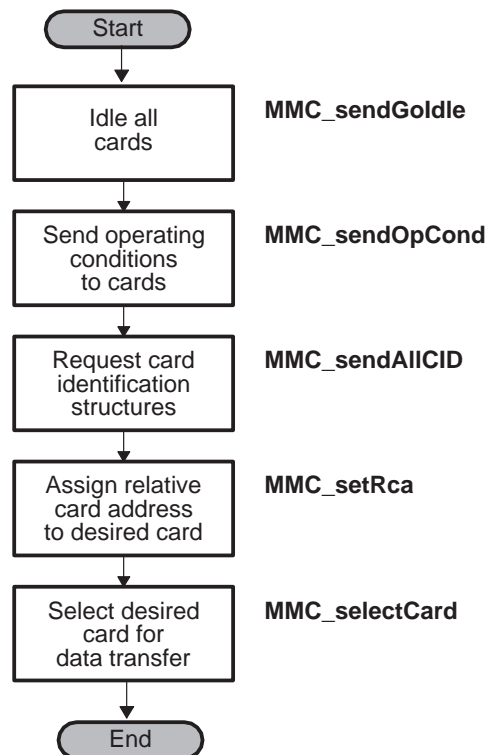 Start
Idle all
cards
MMC_sendGoIdle
Send operating
conditions
to cards
MMC_sendOpCond
Request card
identification
structures
MMC_sendAllCID
Assign relative
card address
to desired card
MMC_setRca
Select desired
card for
data transfer
MMC_selectCard
End